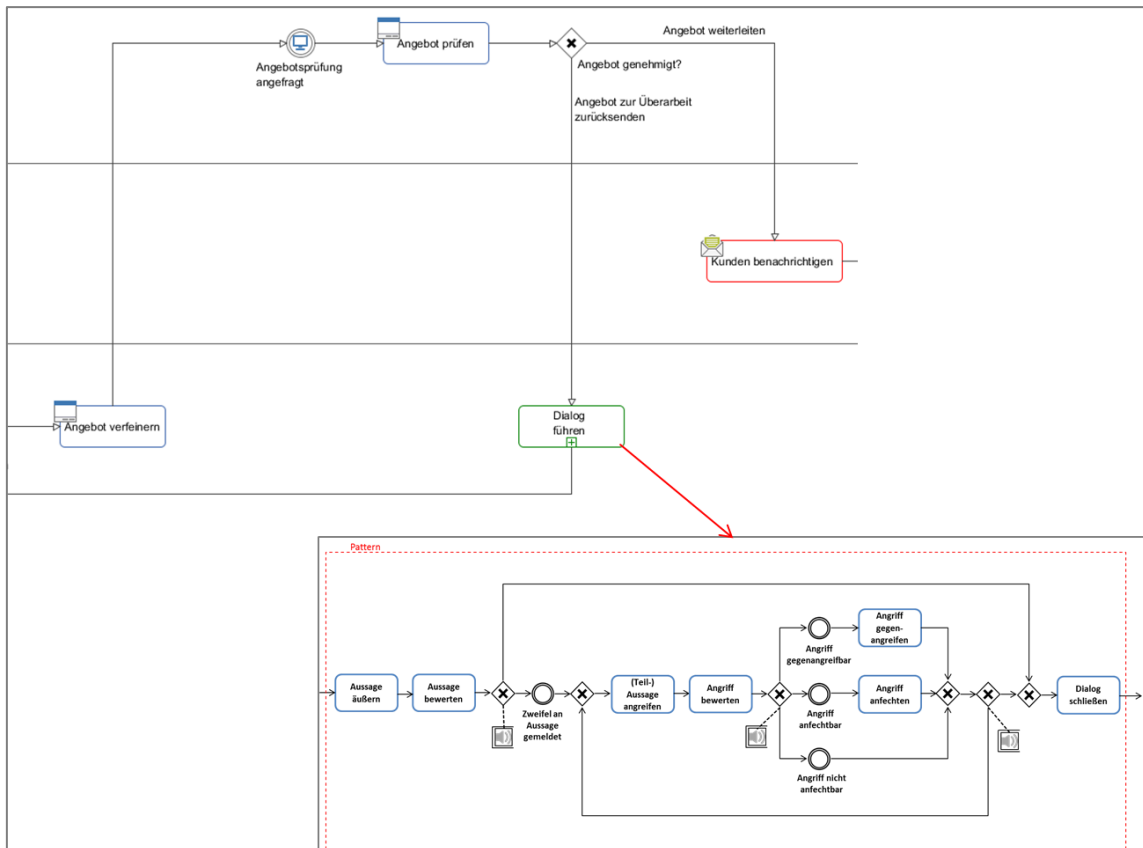 Angebot weiterleiten
Angebot prüfen
Angebotsprüfung
angefragt
Angebot genehmigt?
Angebot zur Überarbeit
zurücksenden
Kunden benachrichtigen
Angebot verfeinern
Dialog
führen
Pattern
Aussage
äußern
Aussage
bewerten
Zweifel an
Aussage
gemeldet
(Teil-)
Aussage
angreifen
Angriff
bewerten
Angriff
gegenangreifbar
Angriff
gegen-
angreifen
Angriff
anfechtbar
Angriff
anfechten
Angriff nicht
anfechtbar
Dialog
schließen